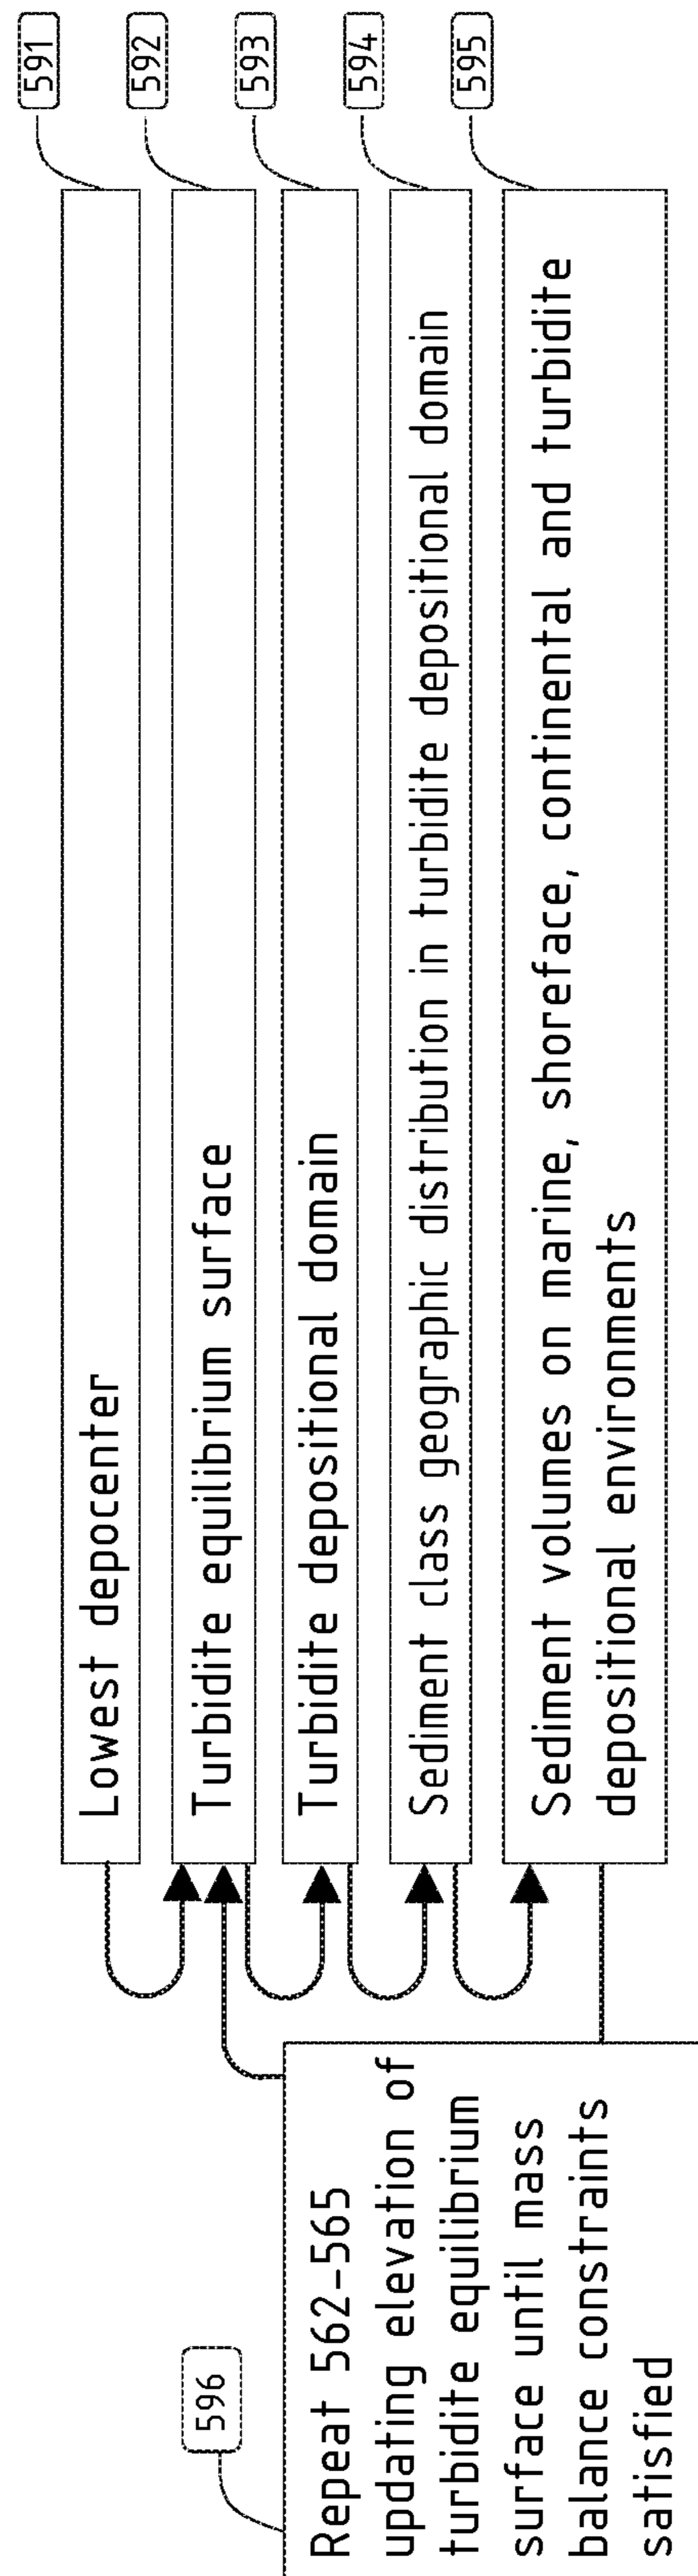 Lowest depocenter
591
Turbidite equilibrium surface
592
Turbidite depositional domain
593
Sediment class geographic distribution in turbidite depositional domain
594
Sediment volumes on marine, shoreface, continental and turbidite
depositional environments
595
596
Repeat 562-565
updating elevation of
turbidite equilibrium
surface until mass
balance constraints
satisfied